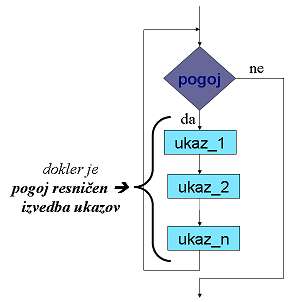 pogoj
ne
da
ukaz_1
ukaz_2
ukaz_n
dokler je
pogoj resničen ➔
izvedba ukazov